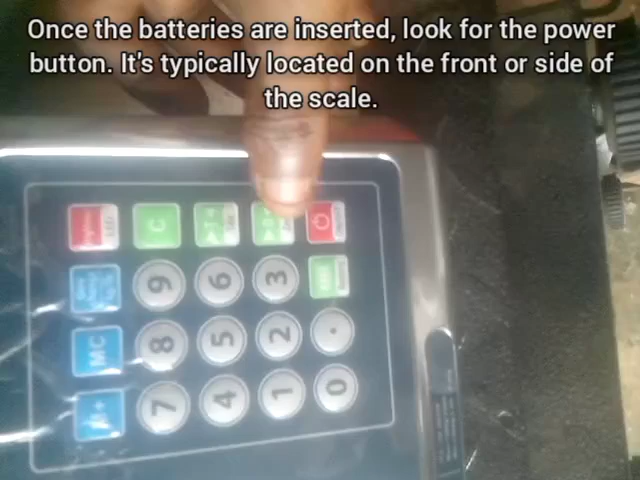 Once the batteries are inserted, look for the power
button. It's typically located on the front or side of
the scale.
C
9
6
3
MC
8
5
2
.
7
4
1
0